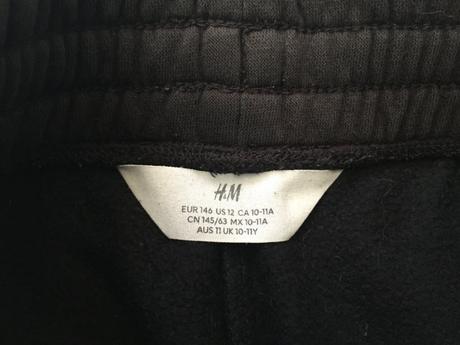 H&M
EUR 146 US 12 CA 10-11A
CN 145/63 MX 10-11A
AUS 11 UK 10-11Y